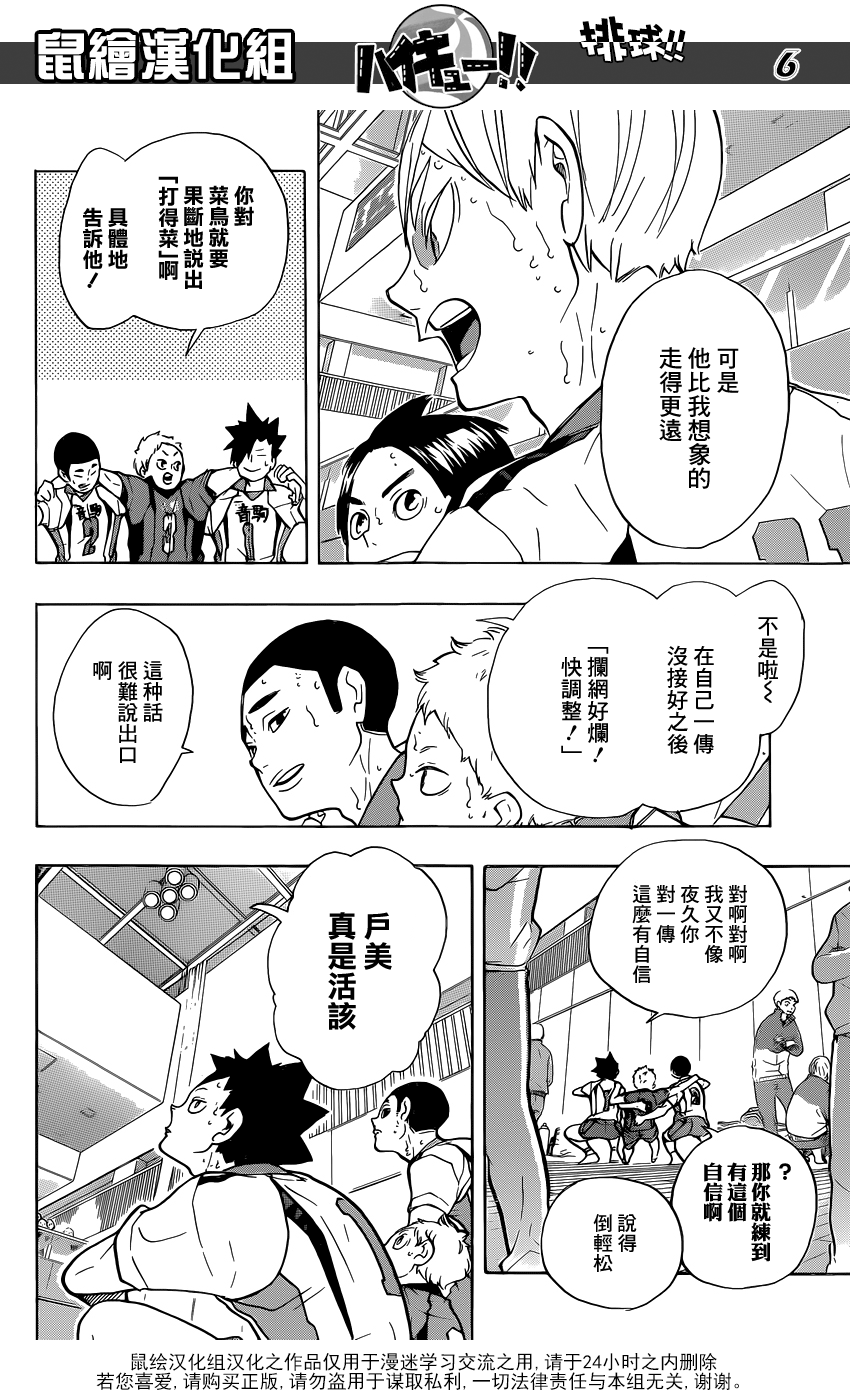 鼠繪漢化組
ハイキュー!!
排球!!
6
可是
他比我想象的
走得更遠
你對
菜鳥就要
果斷地說出
「打得菜」啊
具體地
告訴他!
音駒
2
3
音駒
1
不是啦~
在自己一傳
沒接好之後
「攔網好爛!
快調整!」
這种話
很難說出口
啊
對啊對啊
我又不像
夜久你
對一傳
這麼有自信
?
那你就練到
有這個
自信啊
說得
倒輕松
戶美
真是活該
鼠绘汉化组汉化之作品仅用于漫迷学习交流之用, 请于24小时之内删除
若您喜爱, 请购买正版, 请勿盗用于谋取私利, 一切法律责任与本组无关, 谢谢。